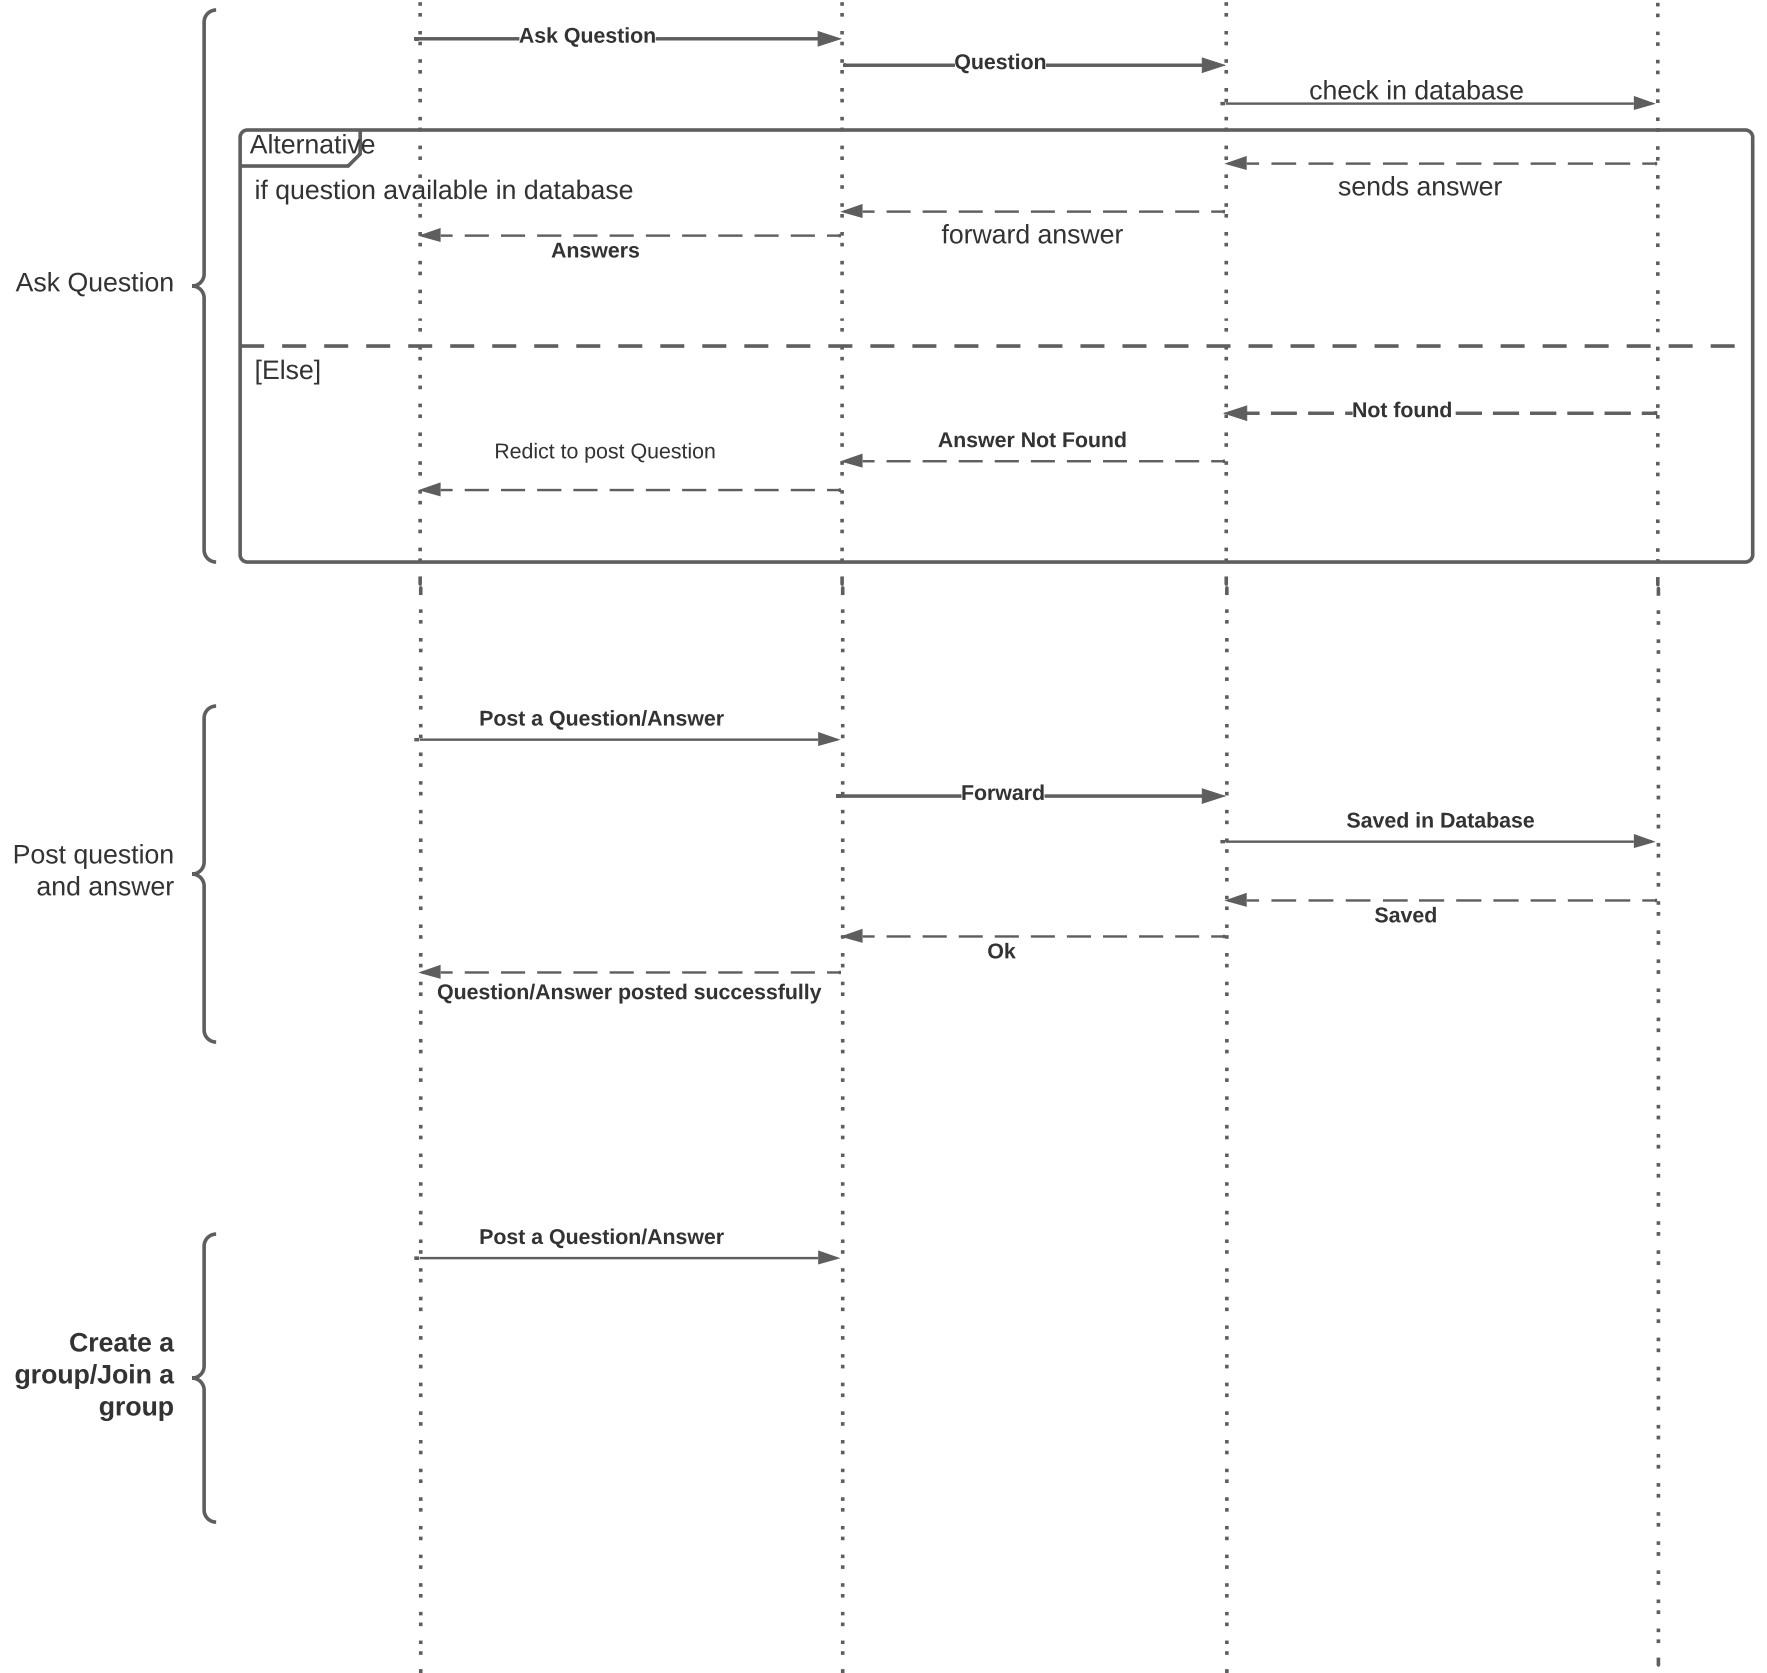 Ask Question
Question
check in database
Alternative
if question available in database
sends answer
forward answer
Answers
Ask Question
[Else]
Not found
Answer Not Found
Redict to post Question
Post a Question/Answer
Forward
Saved in Database
Post question
and answer
Saved
Ok
Question/Answer posted successfully
Post a Question/Answer
Create a
group/Join a
group